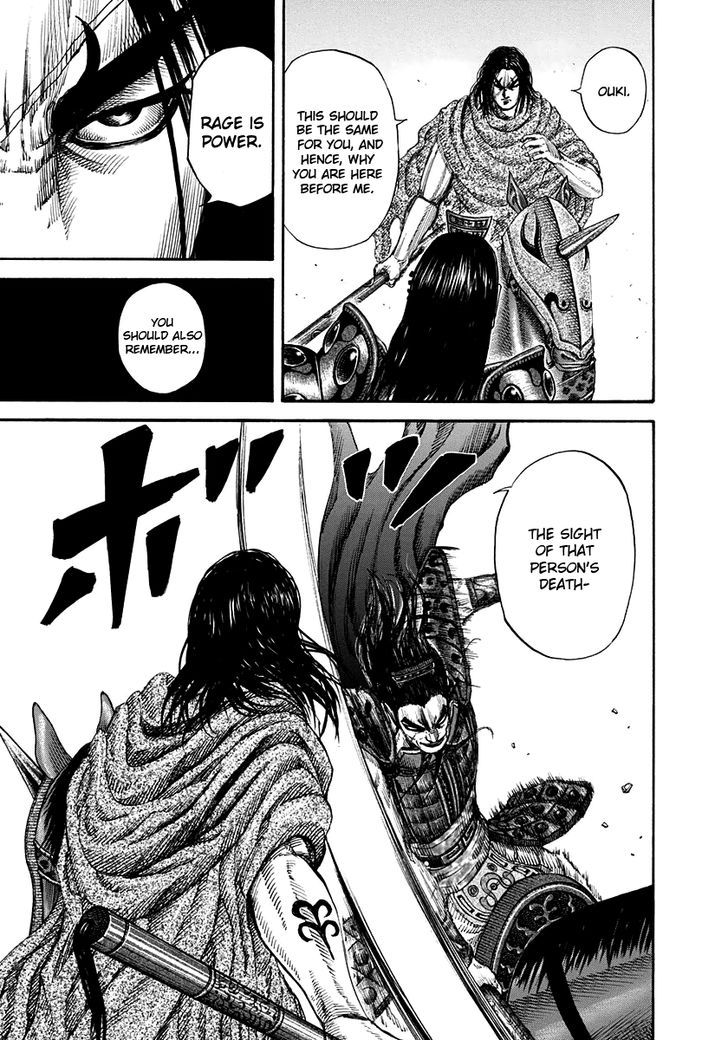 OUKI.
THIS SHOULD
BE THE SAME
FOR YOU, AND
HENCE, WHY
YOU ARE HERE
BEFORE ME.
RAGE IS
POWER.
YOU
SHOULD ALSO
REMEMBER...
THE SIGHT
OF THAT
PERSON'S
DEATH-
ボッ